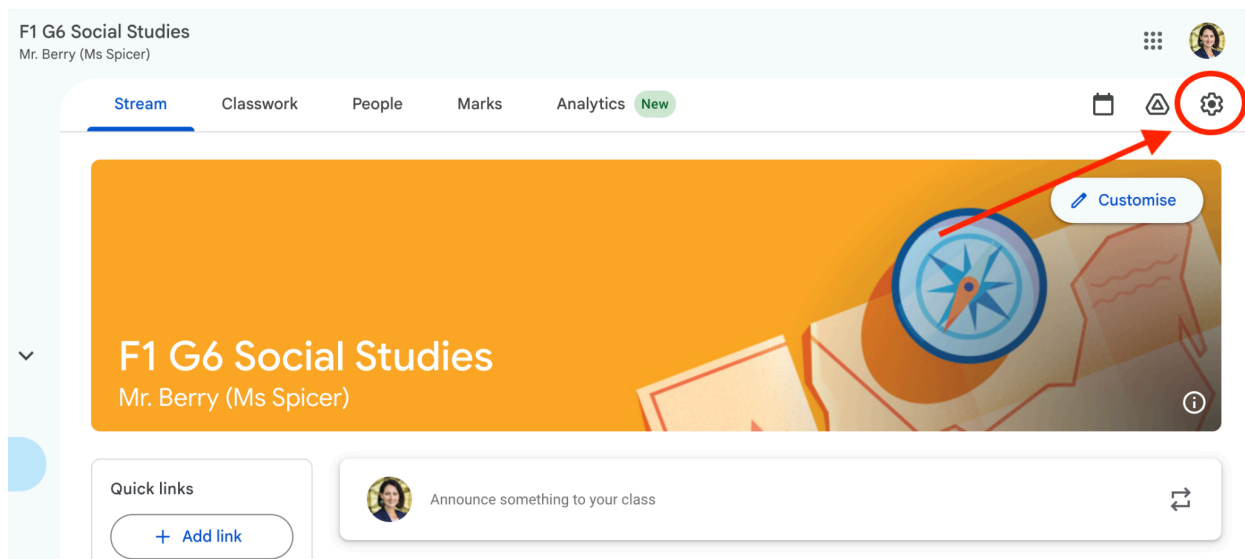 F1 G6 Social Studies
Mr. Berry (Ms Spicer)
Stream Classwork People Marks Analytics New
Customise
F1 G6 Social Studies
Mr. Berry (Ms Spicer)
Quick links
Announce something to your class
+ Add link